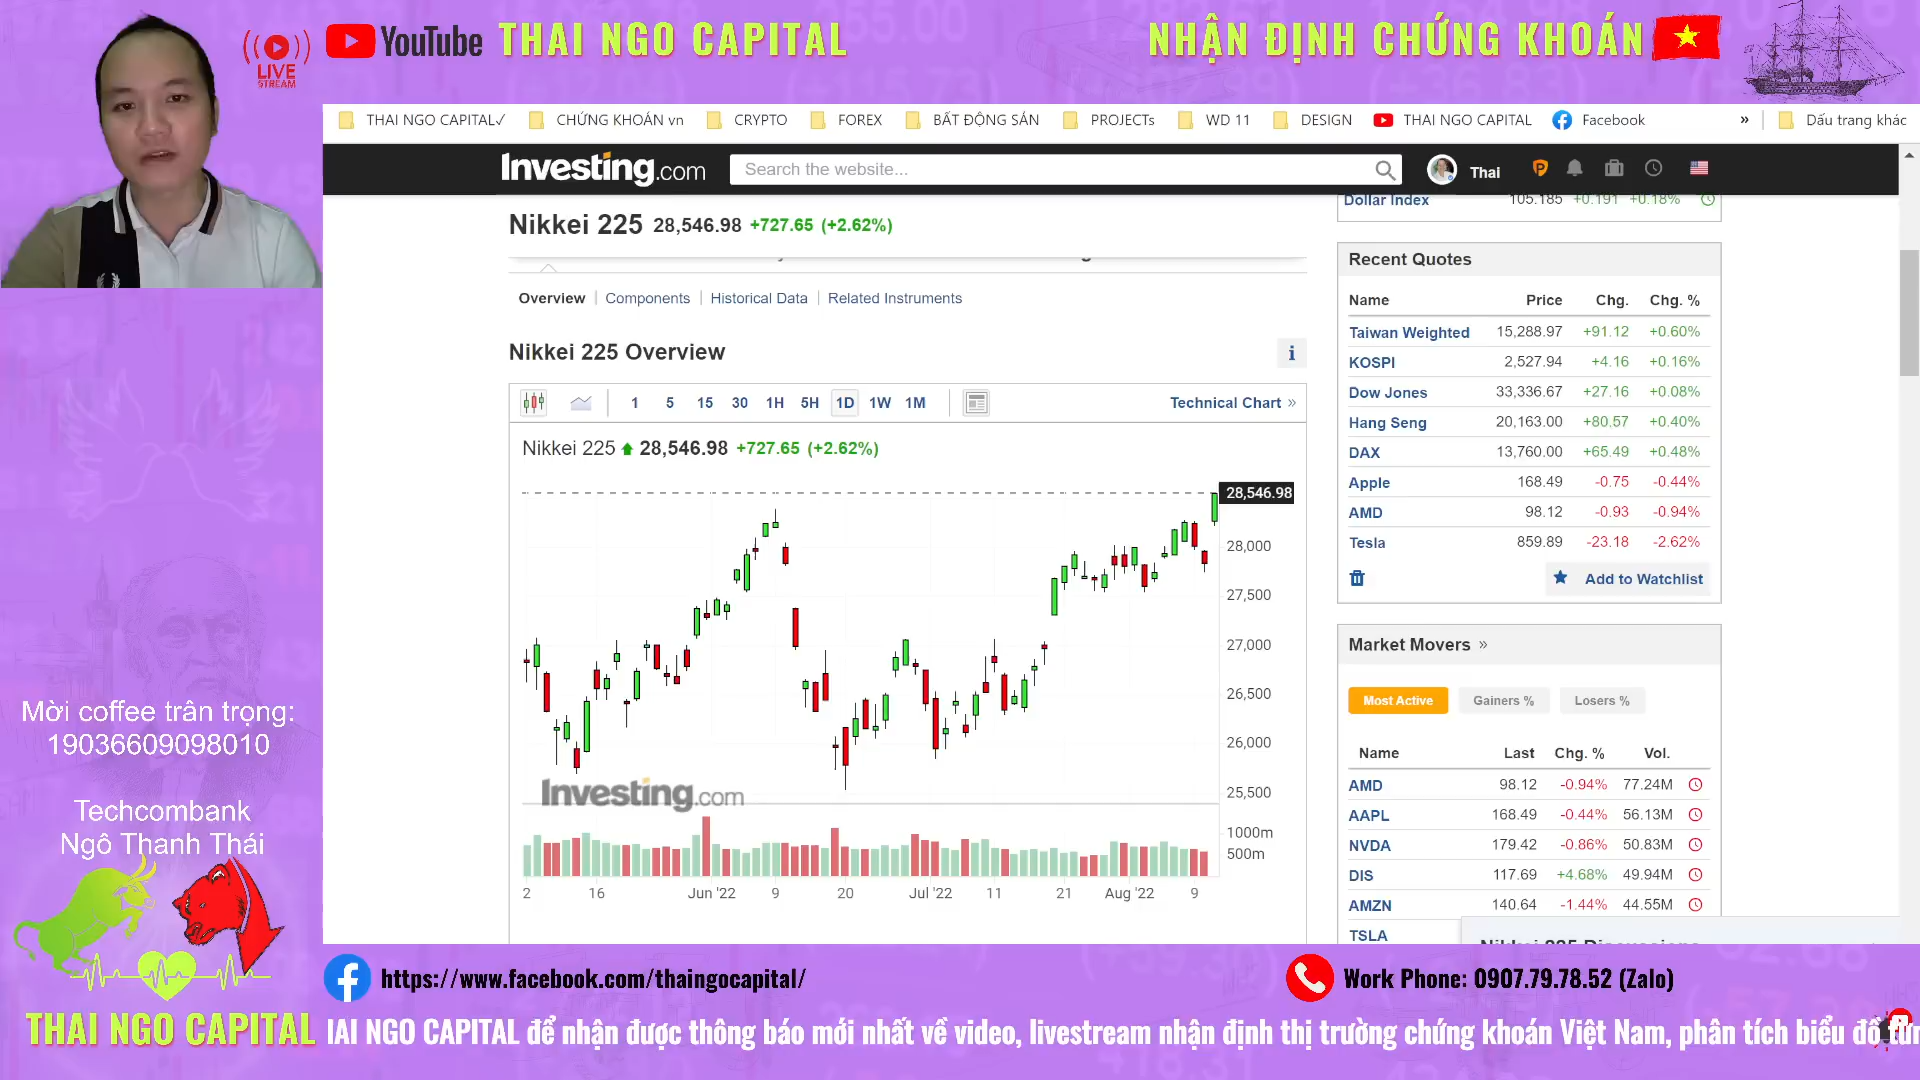 LIVE
STREAM
YouTube THAI NGO CAPITAL
NHẬN ĐỊNH CHỨNG KHOÁN
THAI NGO CAPITAL✓
CHỨNG KHOÁN vn
CRYPTO
FOREX
BẤT ĐỘNG SẢN
PROJECTs
WD 11
DESIGN
THAI NGO CAPITAL
Facebook
»
Dấu trang khác
Investing.com
Search the website...
Thai
Nikkei 225 28,546.98 +727.65 (+2.62%)
Overview
Components
Historical Data
Related Instruments
Nikkei 225 Overview
i
1 5 15 30 1H 5H 1D 1W 1M
Technical Chart »
Nikkei 225 28,546.98 +727.65 (+2.62%)
28,546.98
28,000
27,500
27,000
26,500
26,000
25,500
1000m
500m
Investing.com
2 16 Jun '22 9 20 Jul '22 11 21 Aug '22 9
Dollar Index 105.185 +0.191 +0.18%
Recent Quotes
Name Price Chg. Chg. %
Taiwan Weighted 15,288.97 +91.12 +0.60%
KOSPI 2,527.94 +4.16 +0.16%
Dow Jones 33,336.67 +27.16 +0.08%
Hang Seng 20,163.00 +80.57 +0.40%
DAX 13,760.00 +65.49 +0.48%
Apple 168.49 -0.75 -0.44%
AMD 98.12 -0.93 -0.94%
Tesla 859.89 -23.18 -2.62%
Add to Watchlist
Market Movers »
Most Active
Gainers %
Losers %
Name Last Chg. % Vol.
AMD 98.12 -0.94% 77.24M
AAPL 168.49 -0.44% 56.13M
NVDA 179.42 -0.86% 50.83M
DIS 117.69 +4.68% 49.94M
AMZN 140.64 -1.44% 44.55M
TSLA
Mời coffee trân trọng:
19036609098010
Techcombank
Ngô Thanh Thái
THAI NGO CAPITAL
https://www.facebook.com/thaingocapital/
Work Phone: 0907.79.78.52 (Zalo)
IAI NGO CAPITAL để nhận được thông báo mới nhất về video, livestream nhận định thị trường chứng khoán Việt Nam, phân tích biểu đồ